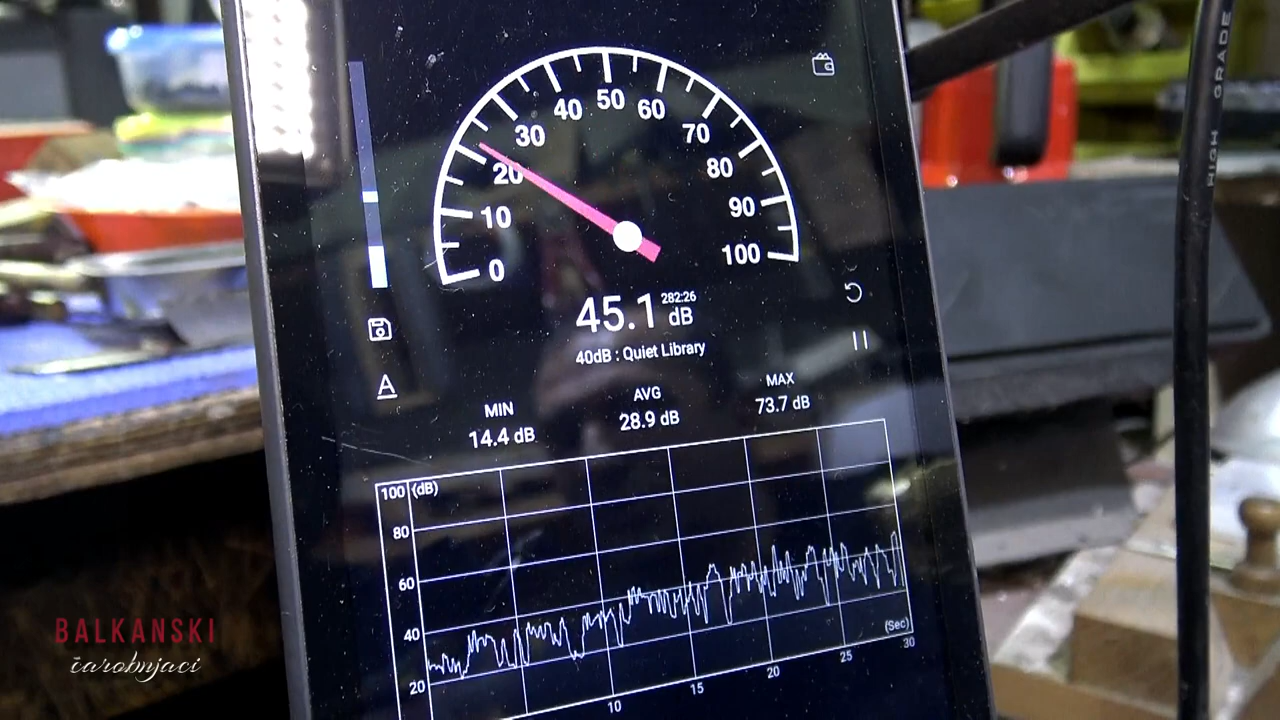 50
40
60
30
70
20
80
10
90
0
100
45.1 dB
282:26
40dB : Quiet Library
MIN
AVG
MAX
14.4 dB
28.9 dB
73.7 dB
100 (dB)
80
60
40
20
10
15
20
25
30
(Sec)
HIGH GRADE
BALKANSKI
čarobnjaci